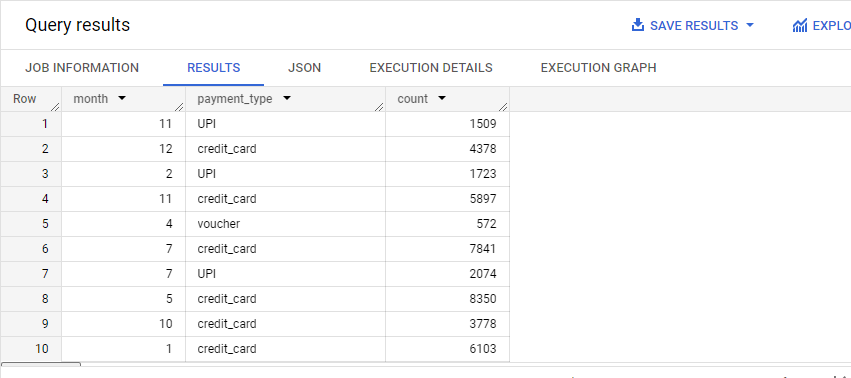 Query results SAVE RESULTS EXPLO
JOB INFORMATION RESULTS JSON EXECUTION DETAILS EXECUTION GRAPH
Row month payment_type count
1 11 UPI 1509
2 12 credit_card 4378
3 2 UPI 1723
4 11 credit_card 5897
5 4 voucher 572
6 7 credit_card 7841
7 7 UPI 2074
8 5 credit_card 8350
9 10 credit_card 3778
10 1 credit_card 6103